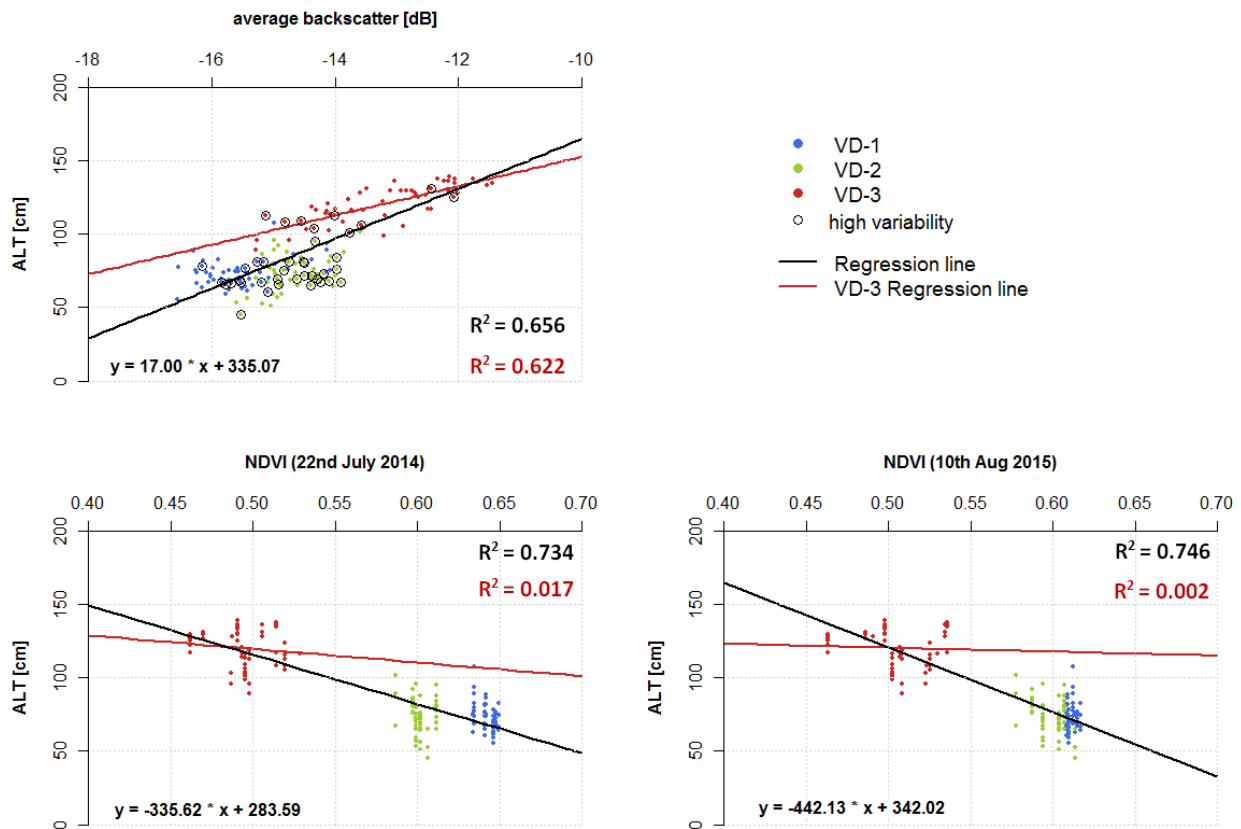 average backscatter [dB]
-18 -16 -14 -12 -10
ALT [cm]
200
150
100
50
0
R² = 0.656
R² = 0.622
y = 17.00 * x + 335.07
VD-1
VD-2
VD-3
high variability
Regression line
VD-3 Regression line
NDVI (22nd July 2014)
0.40 0.45 0.50 0.55 0.60 0.65 0.70
ALT [cm]
200
150
100
50
0
R² = 0.734
R² = 0.017
y = -335.62 * x + 283.59
NDVI (10th Aug 2015)
0.40 0.45 0.50 0.55 0.60 0.65 0.70
ALT [cm]
200
150
100
50
0
R² = 0.746
R² = 0.002
y = -442.13 * x + 342.02